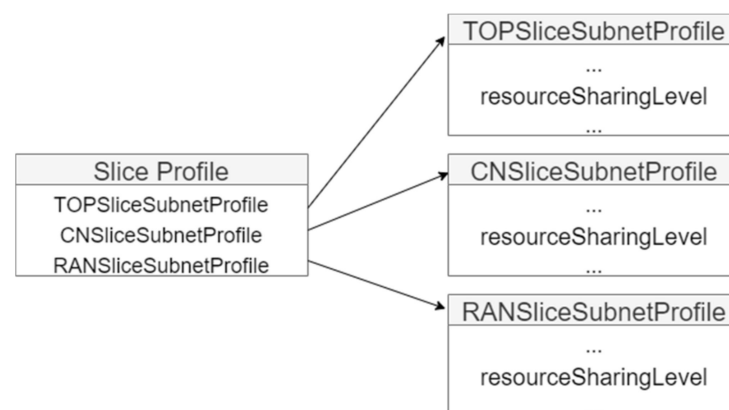 Slice Profile
TOPSliceSubnetProfile
CNSliceSubnetProfile
RANSliceSubnetProfile
TOPSliceSubnetProfile
...
resourceSharingLevel
...
CNSliceSubnetProfile
...
resourceSharingLevel
...
RANSliceSubnetProfile
...
resourceSharingLevel